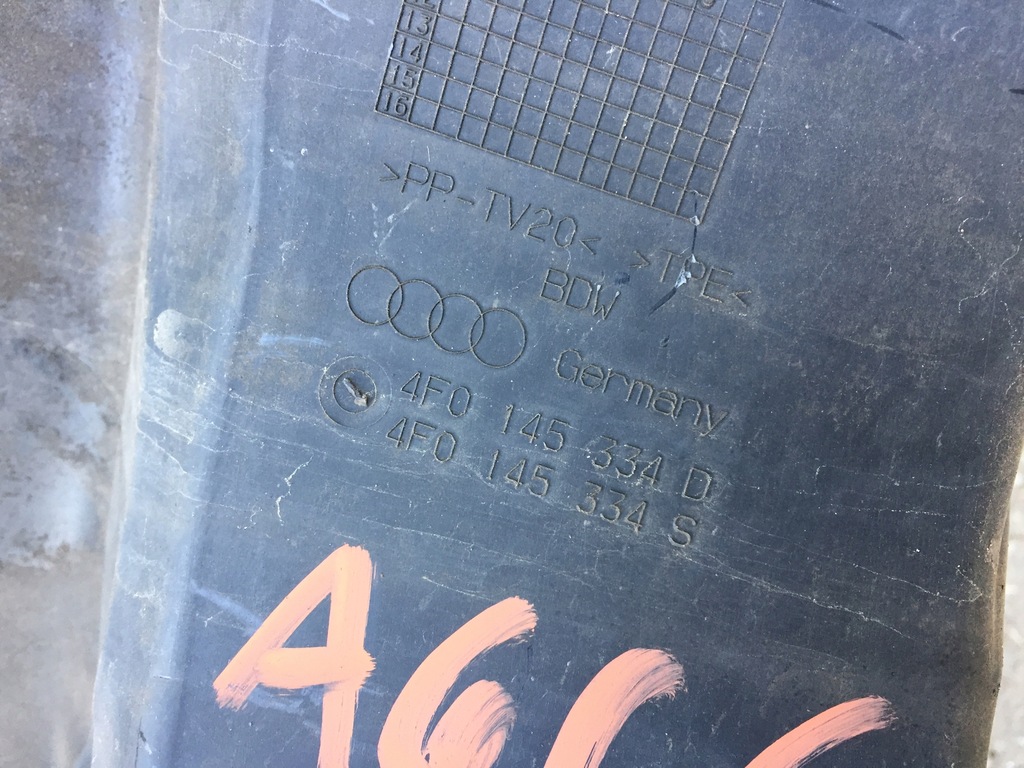 13
14
15
16
>PP-TV20< >TPE<
BDW
Germany
4F0 145 334 D
4F0 145 334 S
A6